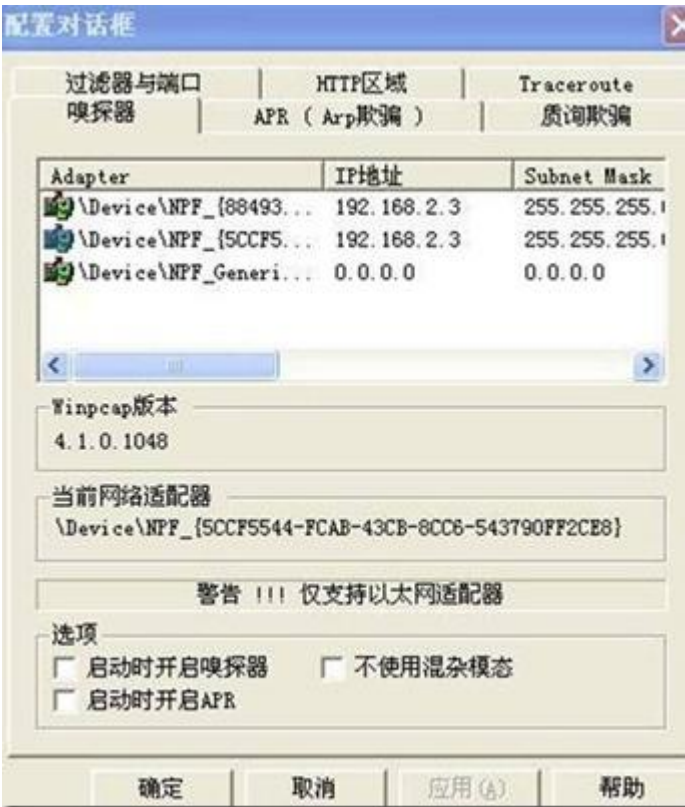 配置对话框
过滤器与端口 HTTP区域 Traceroute
嗅探器 APR ( Arp欺骗 ) 质询欺骗
Adapter IP地址 Subnet Mask
\Device\NPF_{88493... 192.168.2.3 255.255.255.
\Device\NPF_{5CCF5... 192.168.2.3 255.255.255.
\Device\NPF_Generi... 0.0.0.0 0.0.0.0
Winpcap版本
4.1.0.1048
当前网络适配器
\Device\NPF_{5CCF5544-FCAB-43CB-8CC6-543790FF2CE8}
警告 !!! 仅支持以太网适配器
选项
启动时开启嗅探器 不使用混杂模态
启动时开启APR
确定 取消 应用(A) 帮助